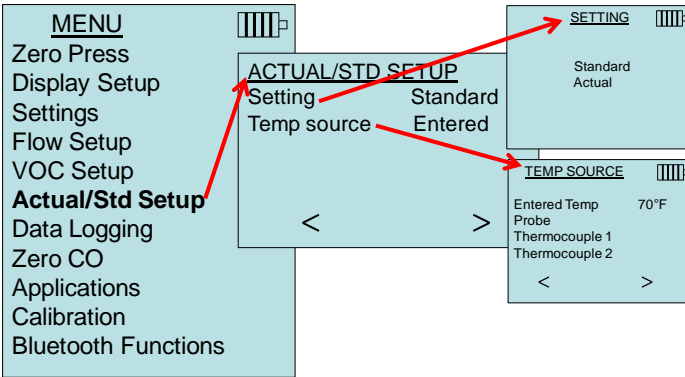 MENU
Zero Press
Display Setup
Settings
Flow Setup
VOC Setup
Actual/Std Setup
Data Logging
Zero CO
Applications
Calibration
Bluetooth Functions
ACTUAL/STD SETUP
Setting Standard
Temp source Entered
< >
SETTING
Standard
Actual
TEMP SOURCE
Entered Temp 70°F
Probe
Thermocouple 1
Thermocouple 2
< >